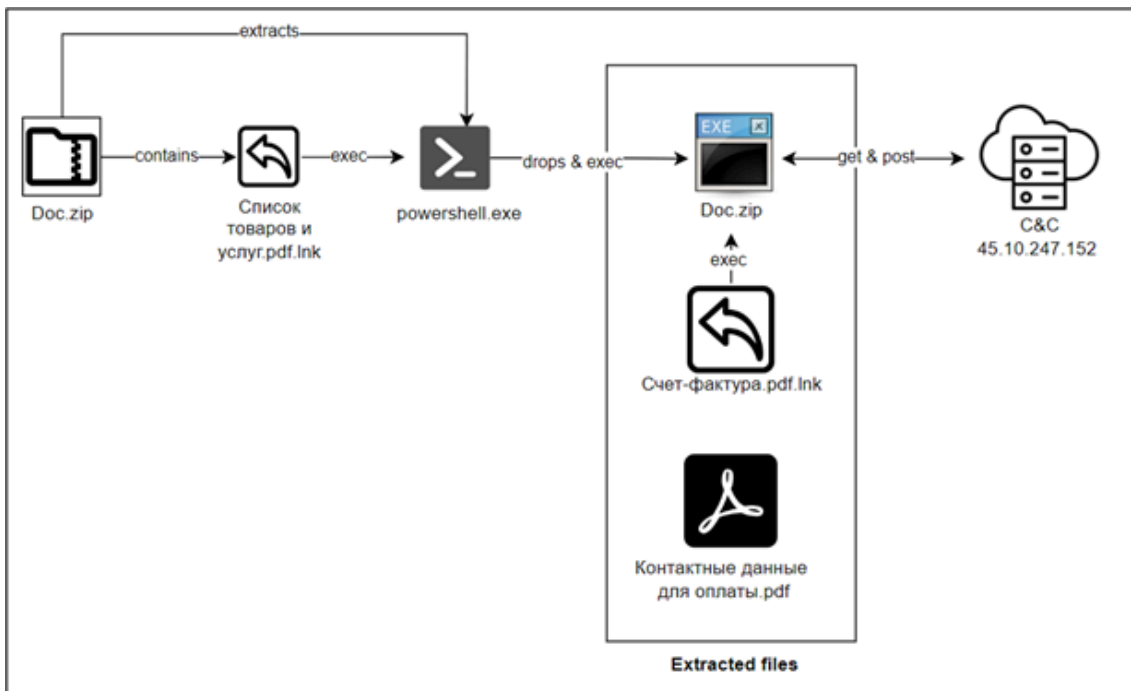 extracts
EXE
contains
exec
drops & exec
get & post
Doc.zip
Список
товаров и
услуг.pdf.lnk
powershell.exe
Doc.zip
C&C
45.10.247.152
exec
Счет-фактура.pdf.lnk
Контактные данные
для оплаты.pdf
Extracted files